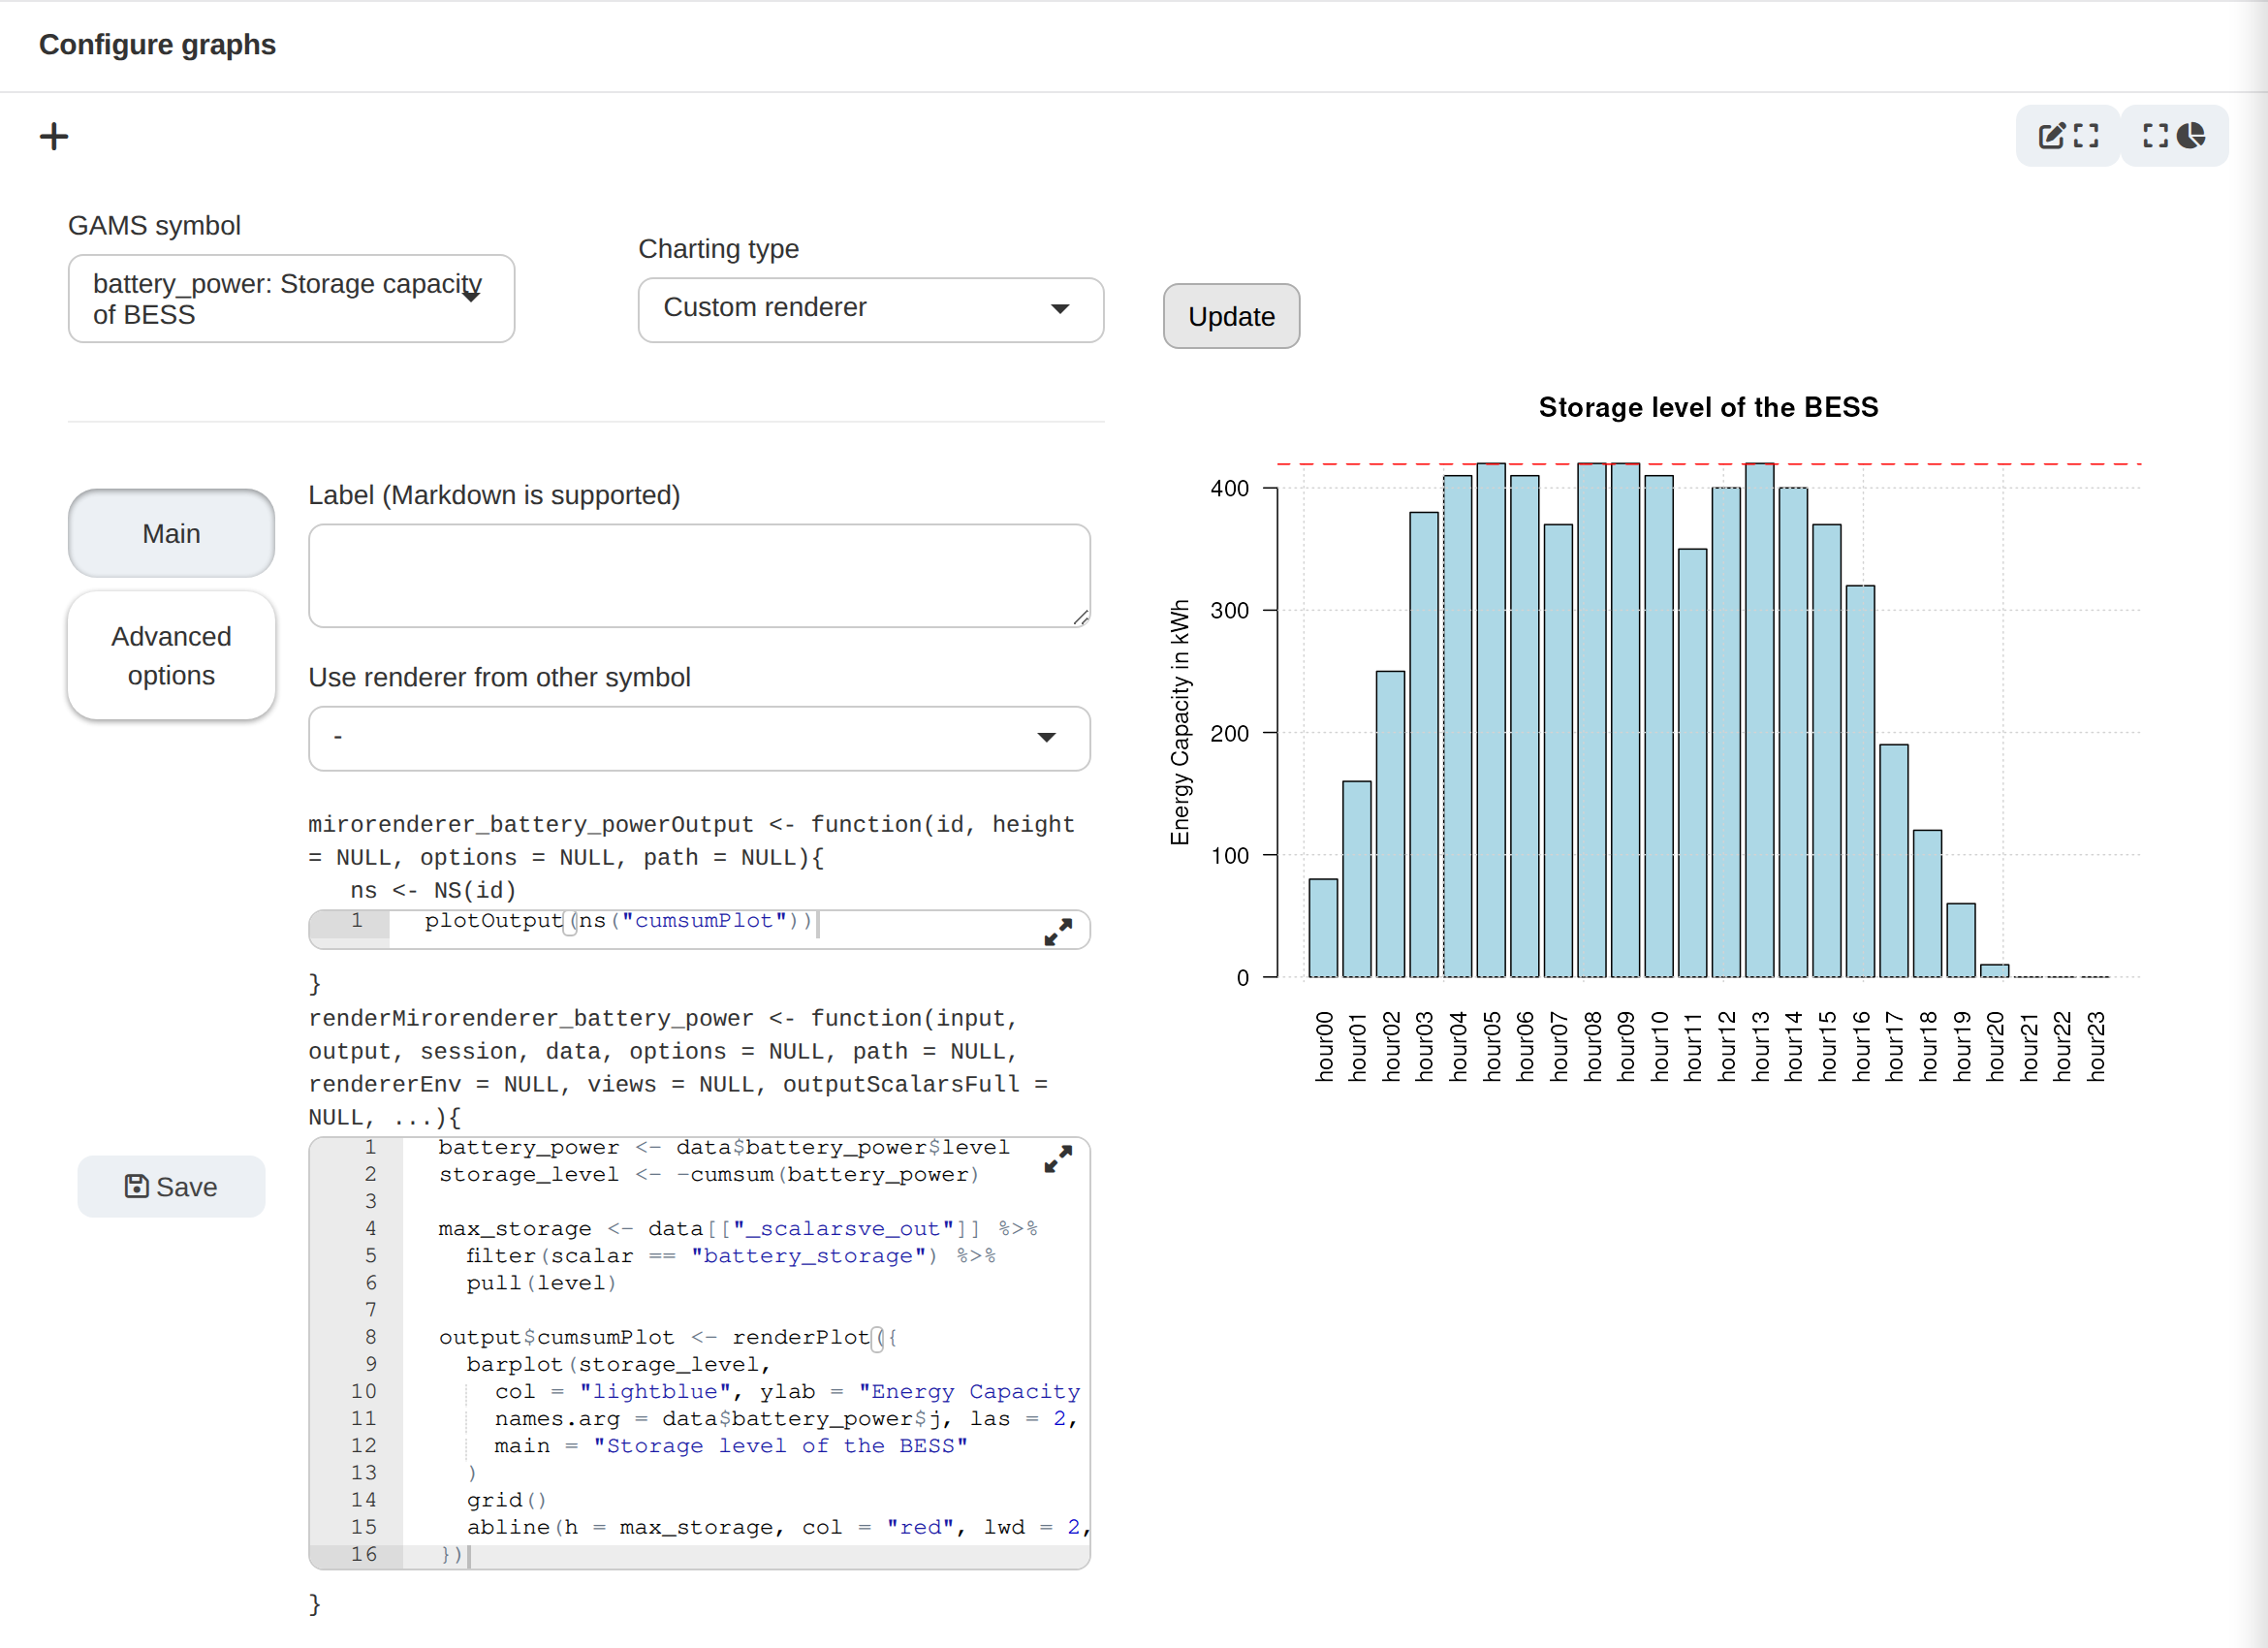 Configure graphs
GAMS symbol
battery_power: Storage capacity
of BESS
Charting type
Custom renderer
Update
Main
Advanced
options
Save
Label (Markdown is supported)
Use renderer from other symbol
-
mirorenderer_battery_powerOutput <- function(id, height
= NULL, options = NULL, path = NULL){
   ns <- NS(id)
1 plotOutput(ns("cumsumPlot"))
}
renderMirorenderer_battery_power <- function(input,
output, session, data, options = NULL, path = NULL,
rendererEnv = NULL, views = NULL, outputScalarsFull =
NULL, ...){
1 battery_power <- data$battery_power$level
2 storage_level <- -cumsum(battery_power)
3
4 max_storage <- data[["_scalarsve_out"]] %>%
5   filter(scalar == "battery_storage") %>%
6   pull(level)
7
8 output$cumsumPlot <- renderPlot({
9   barplot(storage_level,
10     col = "lightblue", ylab = "Energy Capacity
11     names.arg = data$battery_power$j, las = 2,
12     main = "Storage level of the BESS"
13   )
14   grid()
15   abline(h = max_storage, col = "red", lwd = 2,
16 })
}
Storage level of the BESS
Energy Capacity in kWh
400
300
200
100
0
hour00
hour01
hour02
hour03
hour04
hour05
hour06
hour07
hour08
hour09
hour10
hour11
hour12
hour13
hour14
hour15
hour16
hour17
hour18
hour19
hour20
hour21
hour22
hour23